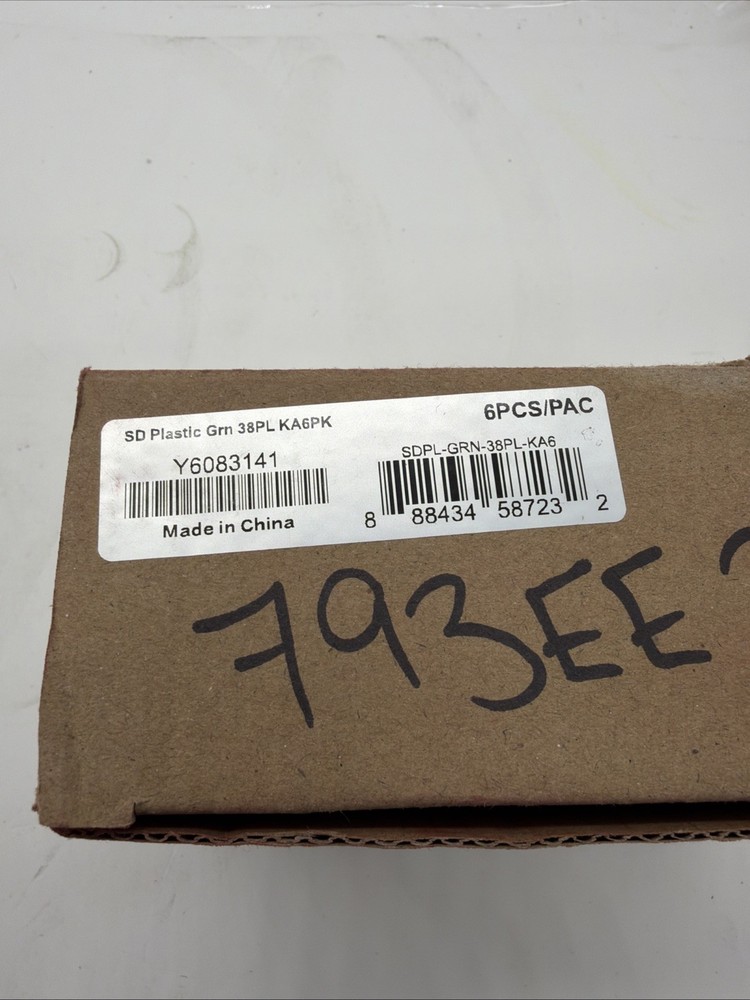 SD Plastic Grn 38PL KA6PK
6PCS/PAC
Y6083141
Made in China
SDPL-GRN-38PL-KA6
8 88434 58723 2
793EE